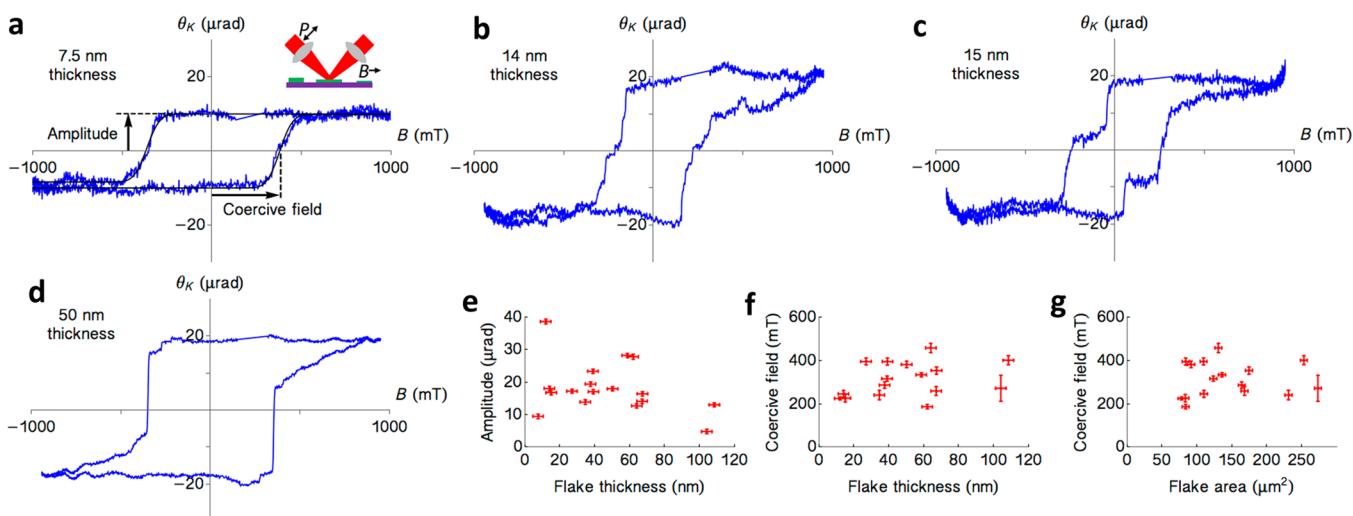 a
θK (μrad)
7.5 nm
thickness
P
B
20
Amplitude
B (mT)
−1000
1000
Coercive field
−20
b
θK (μrad)
14 nm
thickness
20
B (mT)
−1000
1000
−20
c
θK (μrad)
15 nm
thickness
20
B (mT)
−1000
1000
−20
d
θK (μrad)
50 nm
thickness
20
B (mT)
−1000
1000
−20
e
Amplitude (μrad)
40
30
20
10
0
0 20 40 60 80 100 120
Flake thickness (nm)
f
Coercive field (mT)
600
400
200
0
0 20 40 60 80 100 120
Flake thickness (nm)
g
Coercive field (mT)
600
400
200
0
0 50 100 150 200 250
Flake area (μm²)